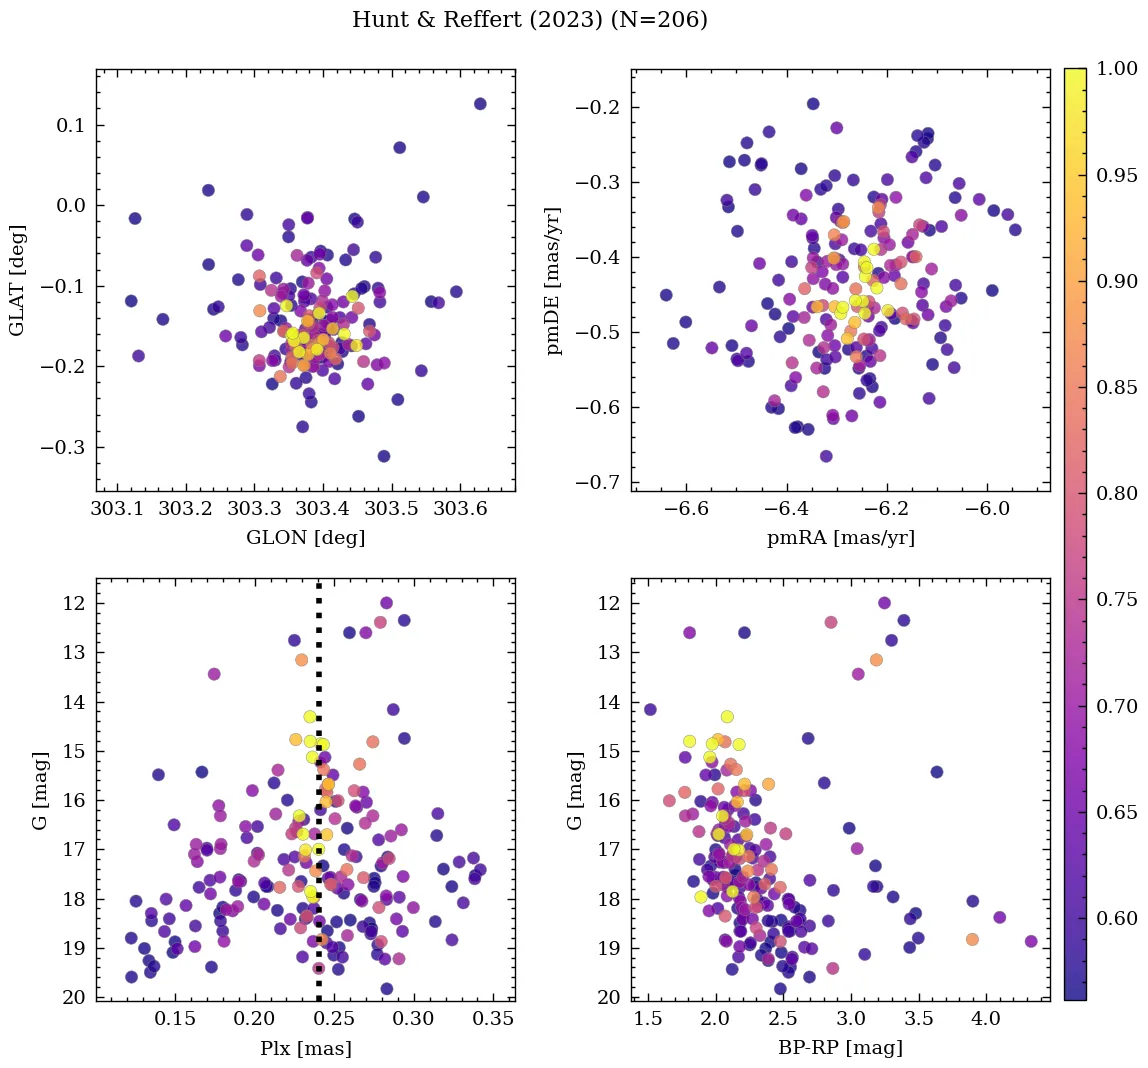 Hunt & Reffert (2023) (N=206)
0.1
0.0
−0.1
−0.2
−0.3
GLAT [deg]
303.1 303.2 303.3 303.4 303.5 303.6
GLON [deg]
−0.2
−0.3
−0.4
−0.5
−0.6
−0.7
pmDE [mas/yr]
−6.6 −6.4 −6.2 −6.0
pmRA [mas/yr]
1.00
0.95
0.90
0.85
0.80
0.75
0.70
0.65
0.60
12
13
14
15
16
17
18
19
20
G [mag]
0.15 0.20 0.25 0.30 0.35
Plx [mas]
12
13
14
15
16
17
18
19
20
G [mag]
1.5 2.0 2.5 3.0 3.5 4.0
BP-RP [mag]